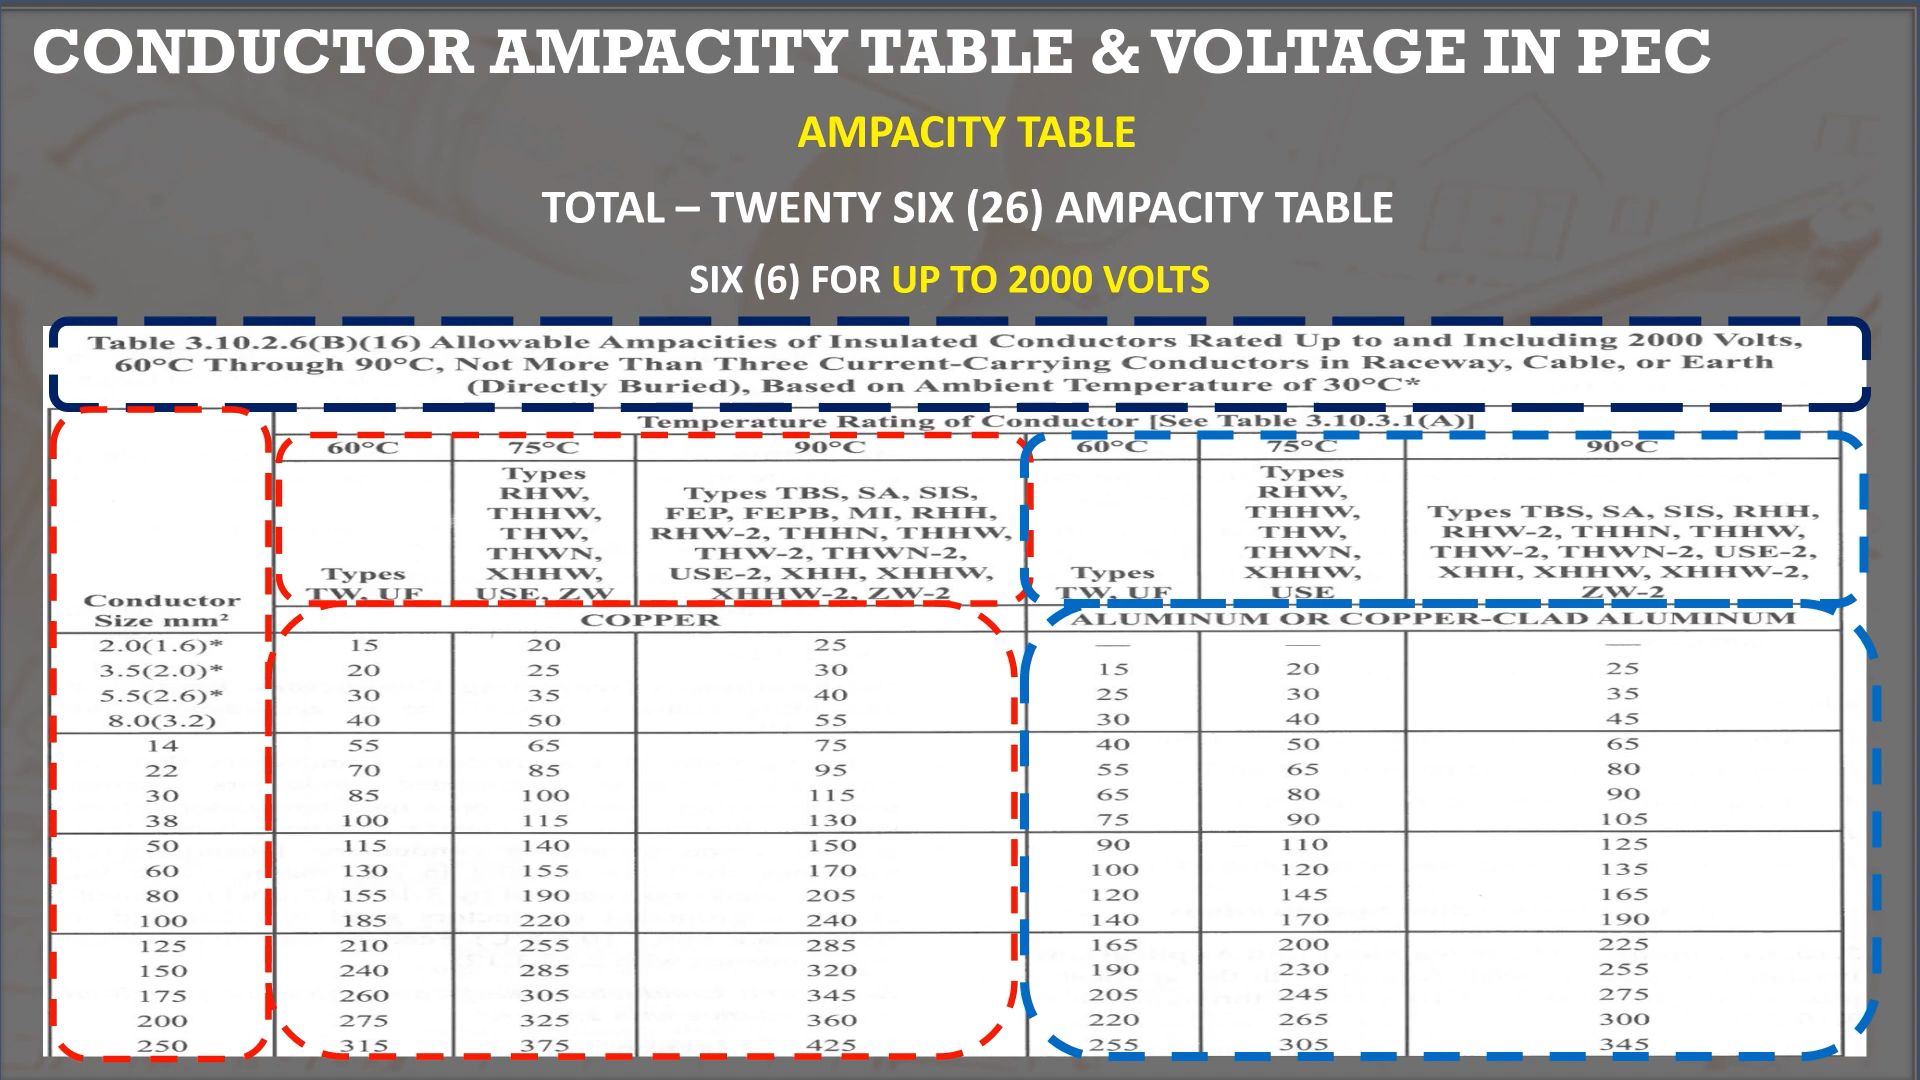 CONDUCTOR AMPACITY TABLE & VOLTAGE IN PEC
AMPACITY TABLE
TOTAL – TWENTY SIX (26) AMPACITY TABLE
SIX (6) FOR UP TO 2000 VOLTS
Table 3.10.2.6(B)(16) Allowable Ampacities of Insulated Conductors Rated Up to and Including 2000 Volts,
60°C Through 90°C, Not More Than Three Current-Carrying Conductors in Raceway, Cable, or Earth
(Directly Buried), Based on Ambient Temperature of 30°C*
Temperature Rating of Conductor [See Table 3.10.3.1(A)]
60°C 75°C 90°C 60°C 75°C 90°C
Conductor
Size mm²
Types
TW, UF
Types
RHW,
THHW,
THW,
THWN,
XHHW,
USE, ZW
Types TBS, SA, SIS,
FEP, FEPB, MI, RHH,
RHW-2, THHN, THHW,
THW-2, THWN-2,
USE-2, XHH, XHHW,
XHHW-2, ZW-2
Types
TW, UF
Types
RHW,
THHW,
THW,
THWN,
XHHW,
USE
Types TBS, SA, SIS, RHH,
RHW-2, THHN, THHW,
THW-2, THWN-2, USE-2,
XHH, XHHW, XHHW-2,
ZW-2
COPPER ALUMINUM OR COPPER-CLAD ALUMINUM
2.0(1.6)* 15 20 25 — — —
3.5(2.0)* 20 25 30 15 20 25
5.5(2.6)* 30 35 40 25 30 35
8.0(3.2) 40 50 55 30 40 45
14 55 65 75 40 50 65
22 70 85 95 55 65 80
30 85 100 115 65 80 90
38 100 115 130 75 90 105
50 115 140 150 90 110 125
60 130 155 170 100 120 135
80 155 190 205 120 145 165
100 185 220 240 140 170 190
125 210 255 285 165 200 225
150 240 285 320 190 230 255
175 260 305 345 205 245 275
200 275 325 360 220 265 300
250 315 375 425 255 305 345